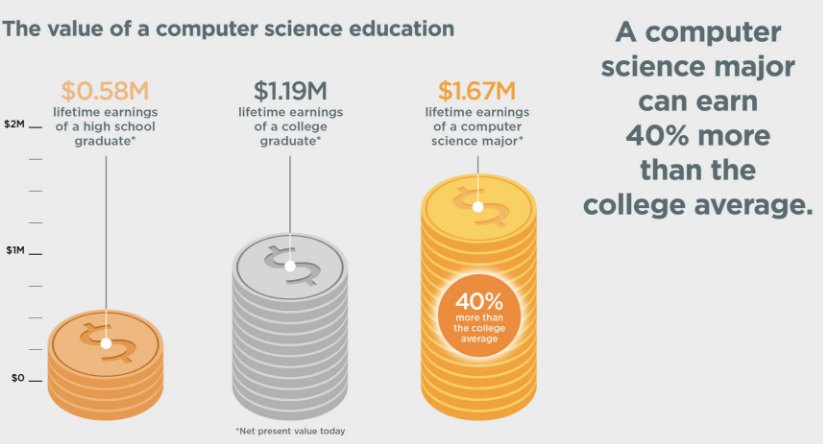 The value of a computer science education
A computer
science major
can earn
40% more
than the
college average.
$0.58M
lifetime earnings
of a high school
graduate*
$1.19M
lifetime earnings
of a college
graduate*
$1.67M
lifetime earnings
of a computer
science major*
$2M
$1M
$0
40%
more than
the college
average
*Net present value today